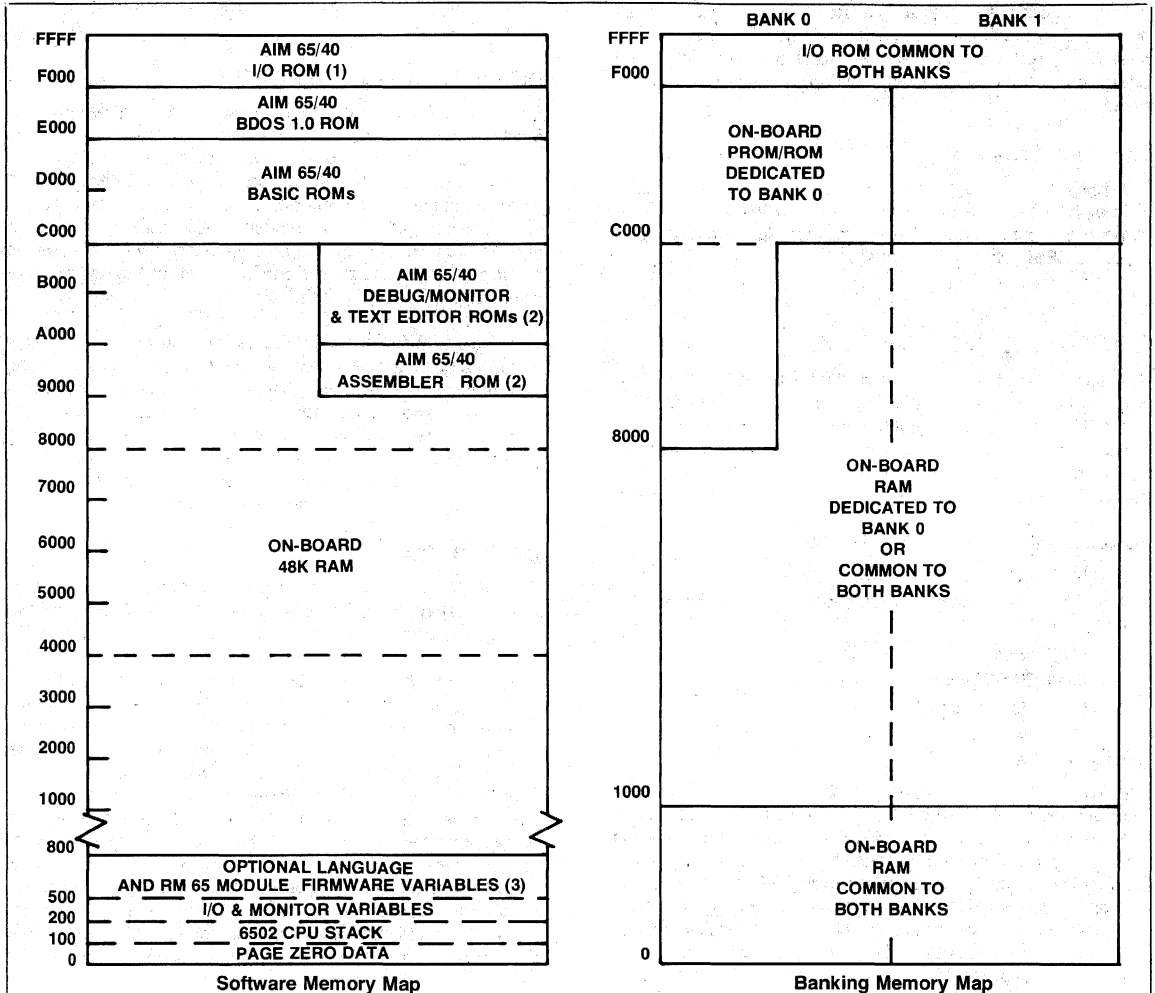 FFFF
F000
E000
D000
C000
B000
A000
9000
8000
7000
6000
5000
4000
3000
2000
1000
800
500
200
100
0
AIM 65/40
I/O ROM (1)
AIM 65/40
BDOS 1.0 ROM
AIM 65/40
BASIC ROMs
AIM 65/40
DEBUG/MONITOR
& TEXT EDITOR ROMs (2)
AIM 65/40
ASSEMBLER ROM (2)
ON-BOARD
48K RAM
OPTIONAL LANGUAGE
AND RM 65 MODULE FIRMWARE VARIABLES (3)
I/O & MONITOR VARIABLES
6502 CPU STACK
PAGE ZERO DATA
Software Memory Map
BANK 0 BANK 1
FFFF
F000
C000
8000
1000
0
I/O ROM COMMON TO
BOTH BANKS
ON-BOARD
PROM/ROM
DEDICATED
TO BANK 0
ON-BOARD
RAM
DEDICATED TO
BANK 0
OR
COMMON TO
BOTH BANKS
ON-BOARD
RAM
COMMON TO
BOTH BANKS
Banking Memory Map